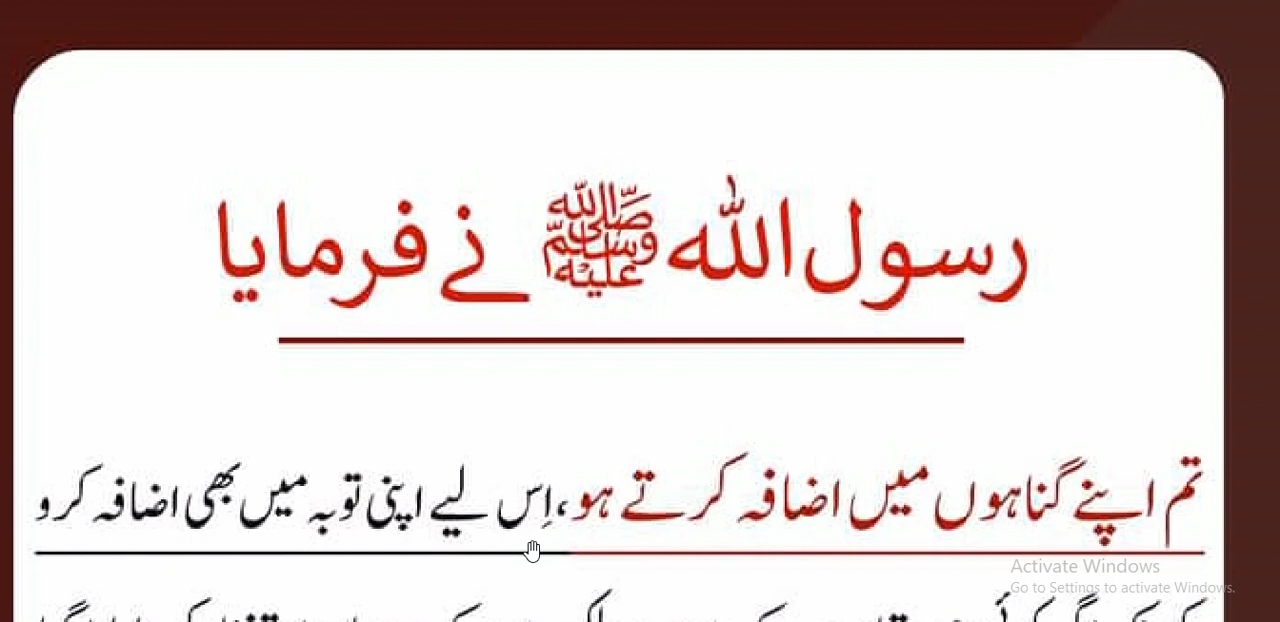 رسول اللہ ﷺ نے فرمایا
تم اپنے گناہوں میں اضافہ کرتے ہو، اِس لیے اپنی توبہ میں بھی اضافہ کرو
Activate Windows
Go to Settings to activate Windows.